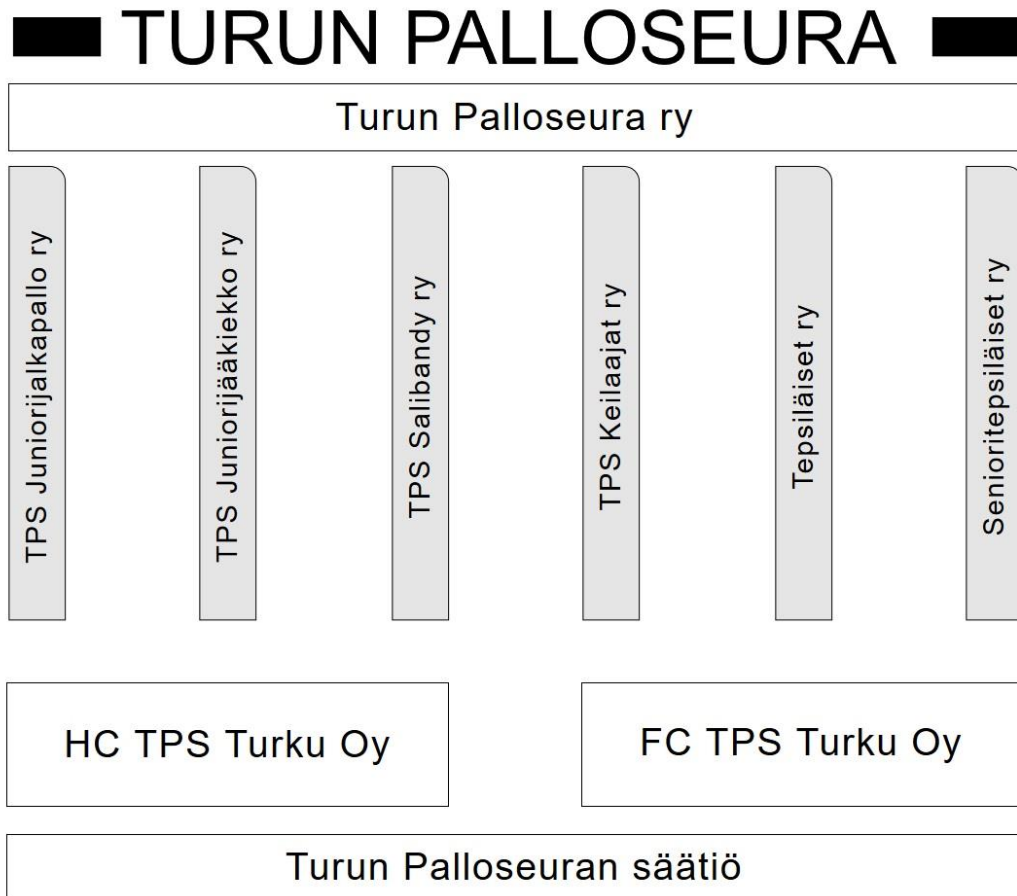 TURUN PALLOSEURA
Turun Palloseura ry
TPS Juniorijalkapallo ry
TPS Juniorijääkiekko ry
TPS Salibandy ry
TPS Keilaajat ry
Tepsiläiset ry
Senioritepsiläiset ry
HC TPS Turku Oy
FC TPS Turku Oy
Turun Palloseuran säätiö